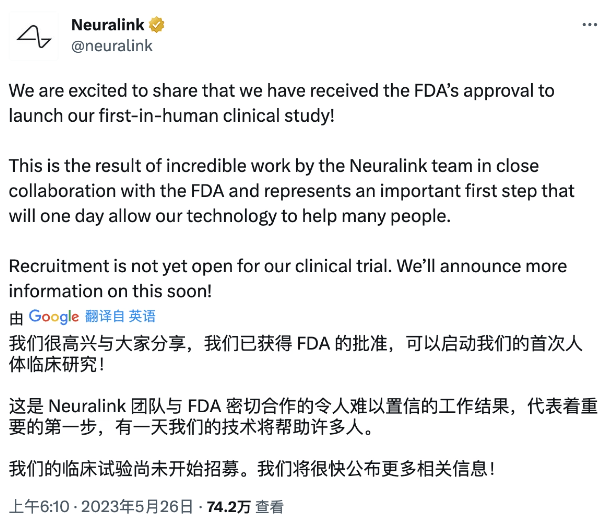 Neuralink
@neuralink
We are excited to share that we have received the FDA's approval to
launch our first-in-human clinical study!
This is the result of incredible work by the Neuralink team in close
collaboration with the FDA and represents an important first step that
will one day allow our technology to help many people.
Recruitment is not yet open for our clinical trial. We'll announce more
information on this soon!
由 Google 翻译自 英语
我们很高兴与大家分享，我们已获得 FDA 的批准，可以启动我们的首次人
体临床研究！
这是 Neuralink 团队与 FDA 密切合作的令人难以置信的工作结果，代表着重
要的第一步，有一天我们的技术将帮助许多人。
我们的临床试验尚未开始招募。我们将很快公布更多相关信息！
上午6:10 · 2023年5月26日 · 74.2万 查看